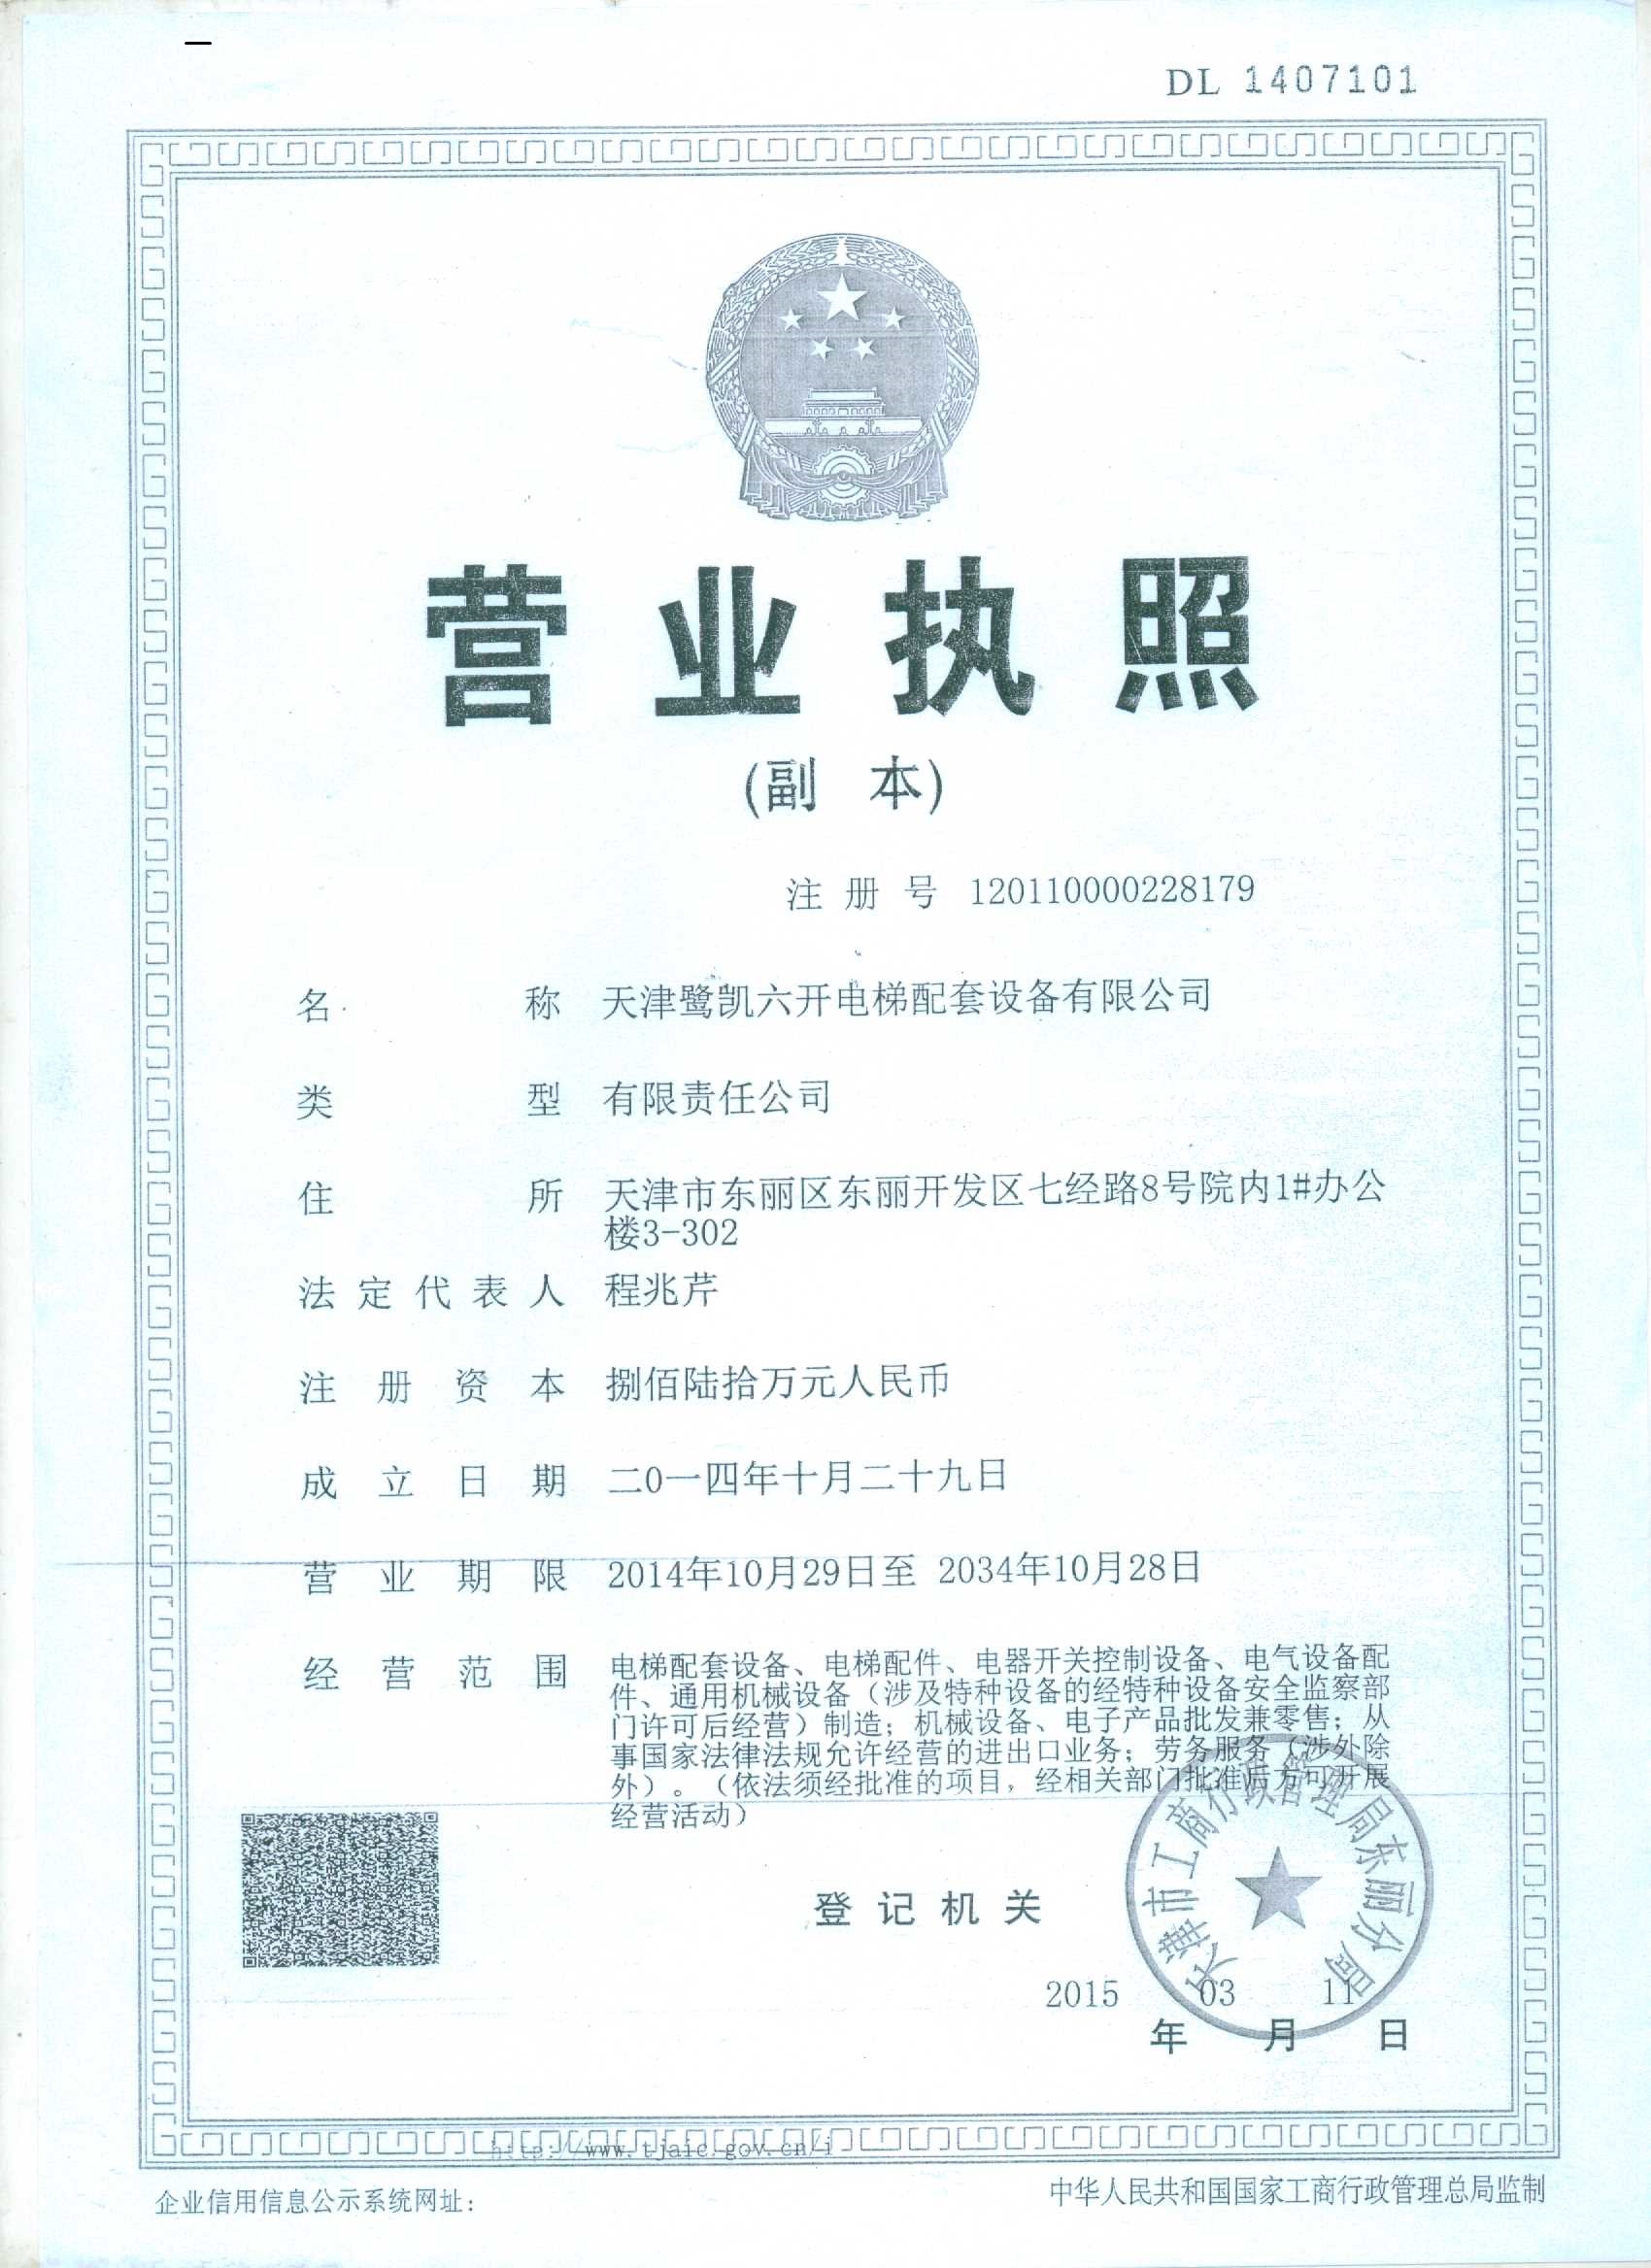 DL 1407101
营业执照
(副 本)
注册号 120110000228179
名称 天津鹭凯六开电梯配套设备有限公司
类型 有限责任公司
住所 天津市东丽区东丽开发区七经路8号院内1#办公
楼3-302
法定代表人 程兆芹
注册资本 捌佰陆拾万元人民币
成立日期 二0一四年十月二十九日
营业期限 2014年10月29日至 2034年10月28日
经营范围 电梯配套设备、电梯配件、电器开关控制设备、电气设备配
件、通用机械设备（涉及特种设备的经特种设备安全监察部
门许可后经营）制造；机械设备、电子产品批发兼零售；从
事国家法律法规允许经营的进出口业务；劳务服务（涉外除
外）。（依法须经批准的项目，经相关部门批准后方可开展
经营活动）
登记机关
天津市工商行政管理局东丽分局
2015 03 11
年 月 日
http://www.tjaic.gov.cn/i
企业信用信息公示系统网址：
中华人民共和国国家工商行政管理总局监制